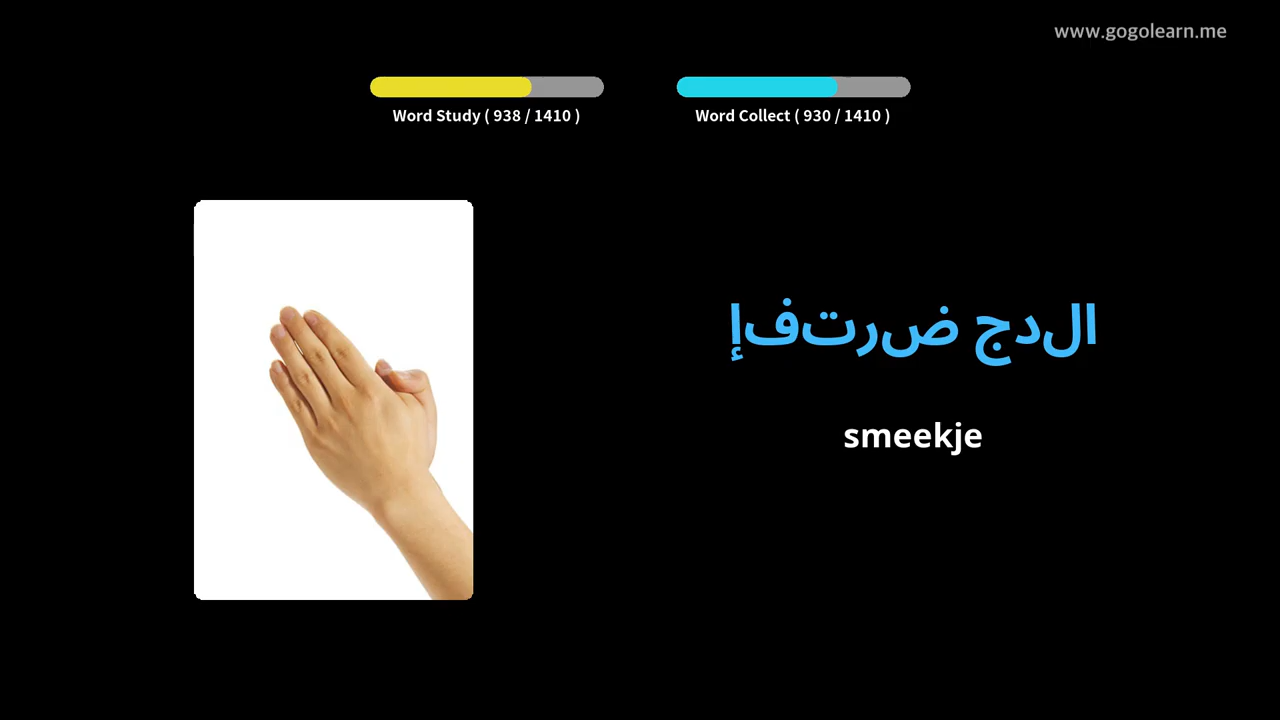 www.gogolearn.me
Word Study ( 938 / 1410 )
Word Collect ( 930 / 1410 )
الدج ضرتفإ
smeekje